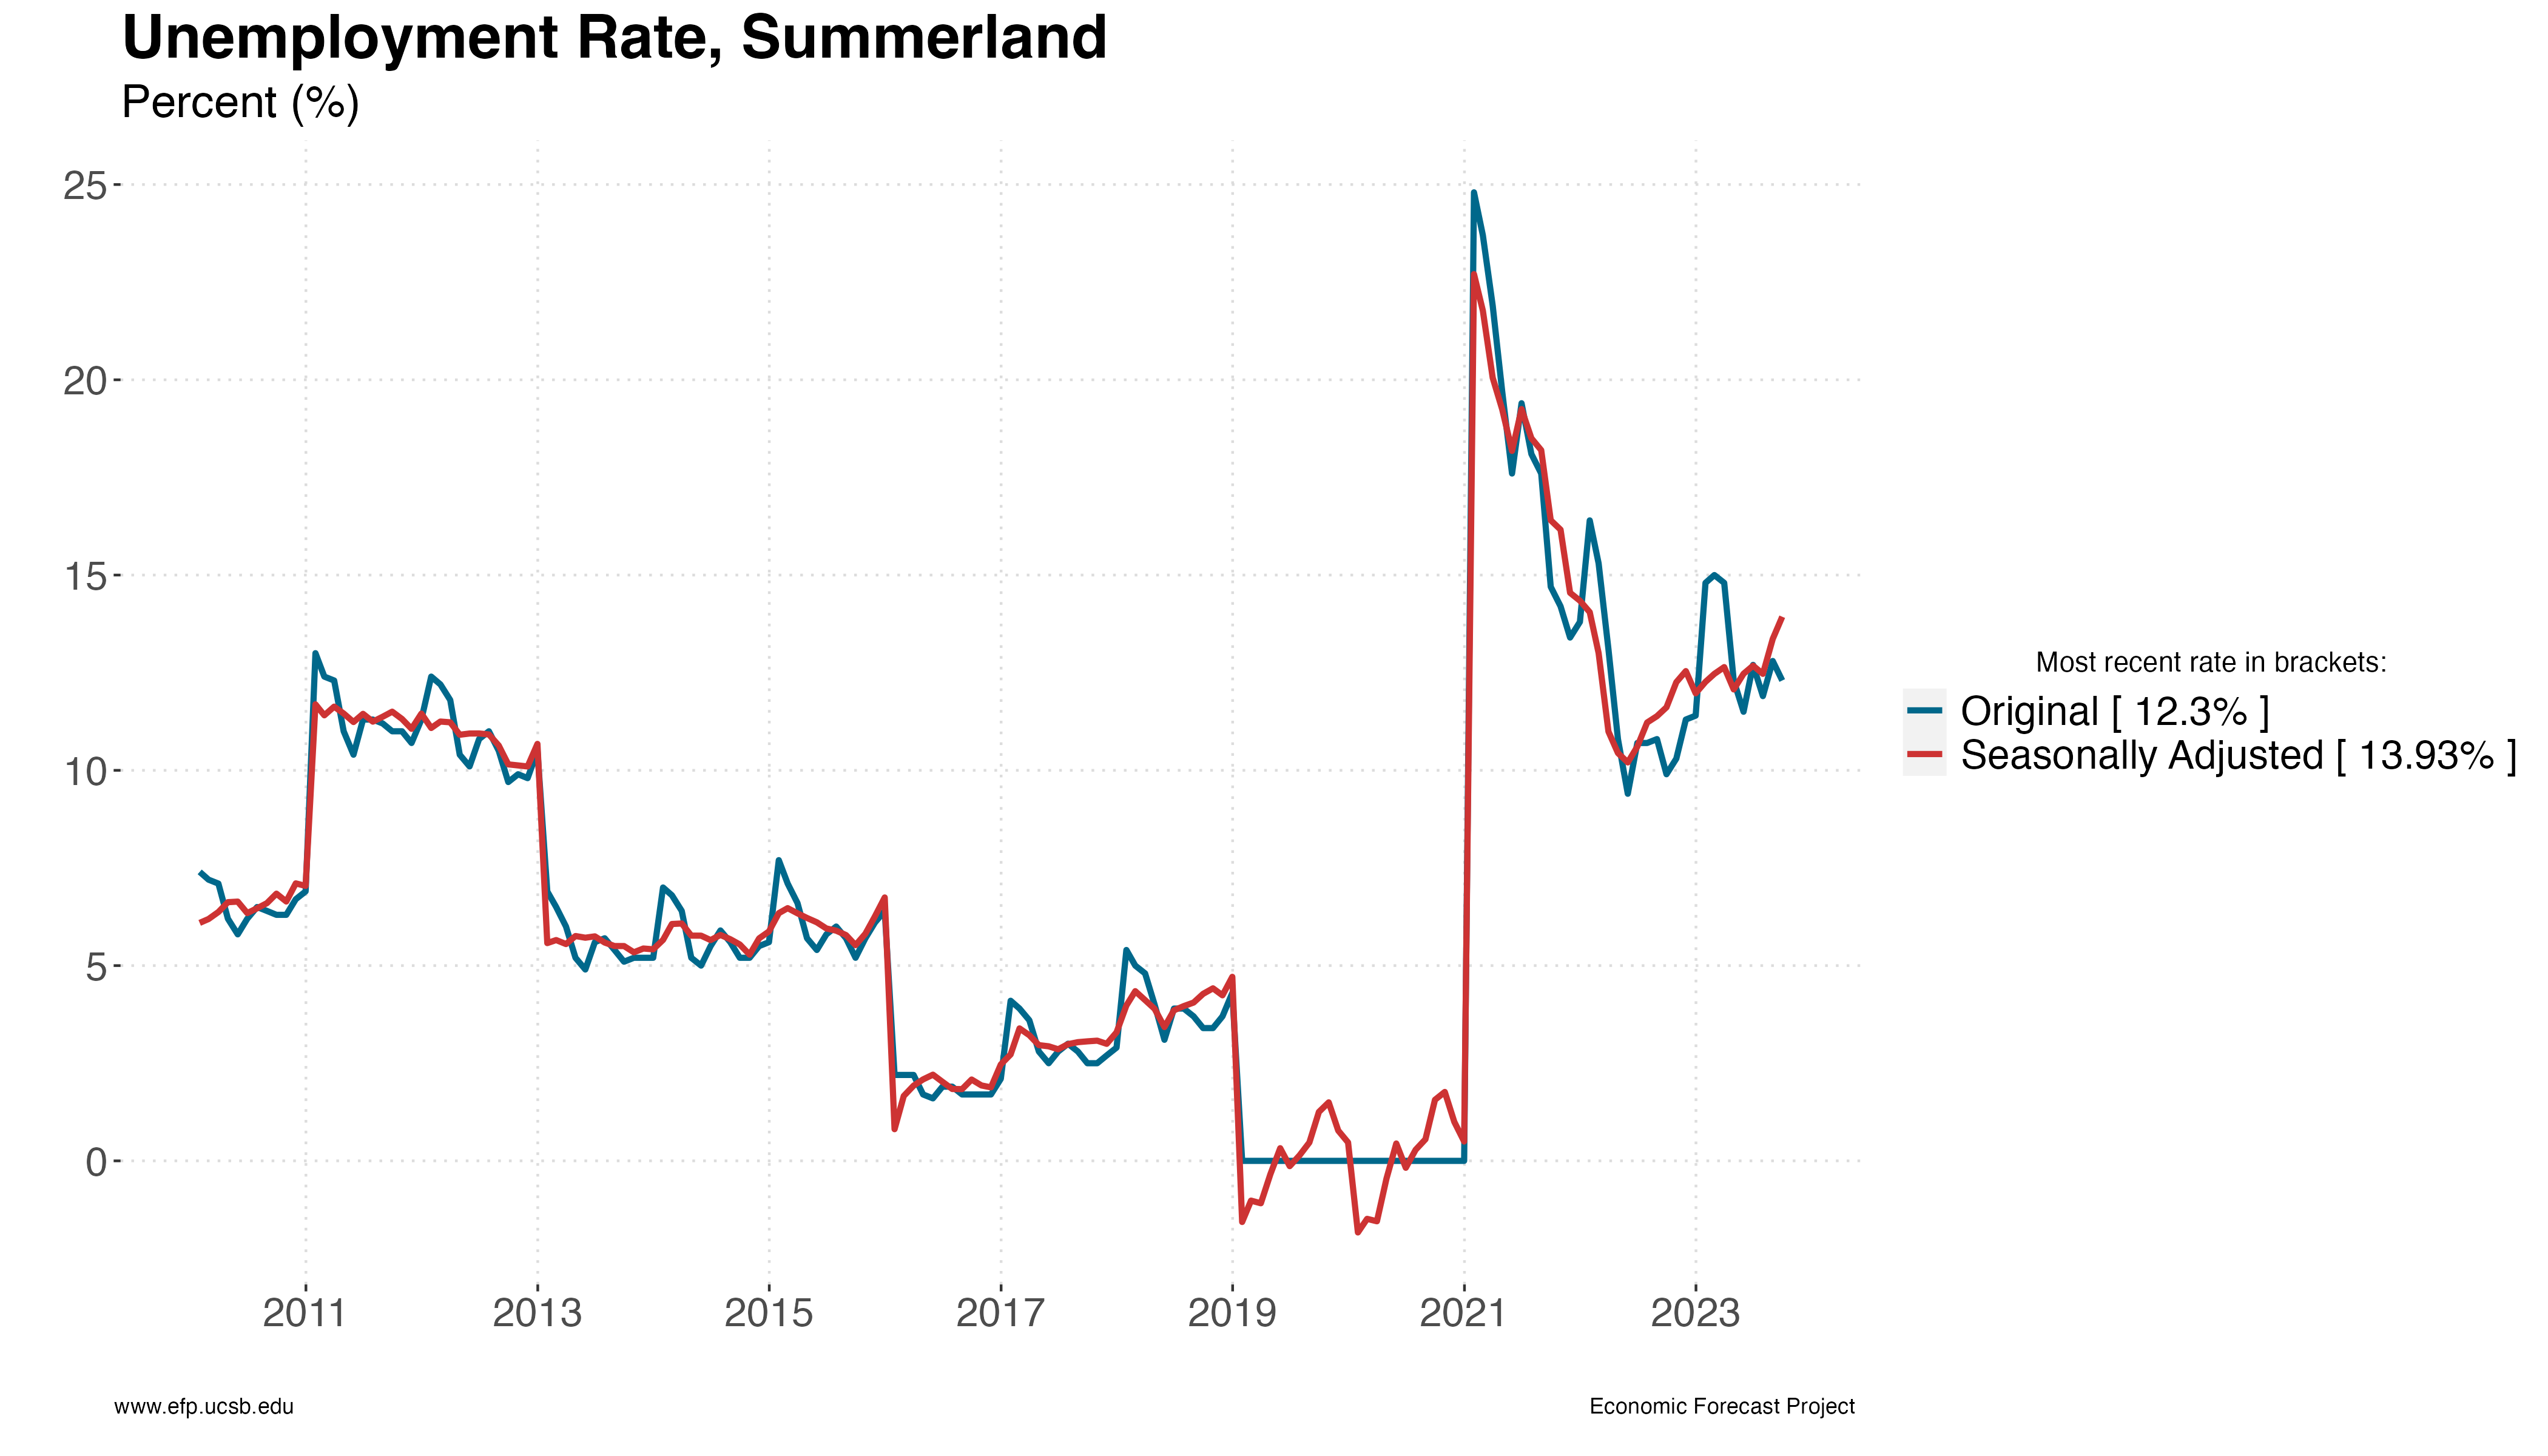 Unemployment Rate, Summerland
Percent (%)
25
20
15
10
5
0
2011 2013 2015 2017 2019 2021 2023
Most recent rate in brackets:
Original [ 12.3% ]
Seasonally Adjusted [ 13.93% ]
www.efp.ucsb.edu
Economic Forecast Project